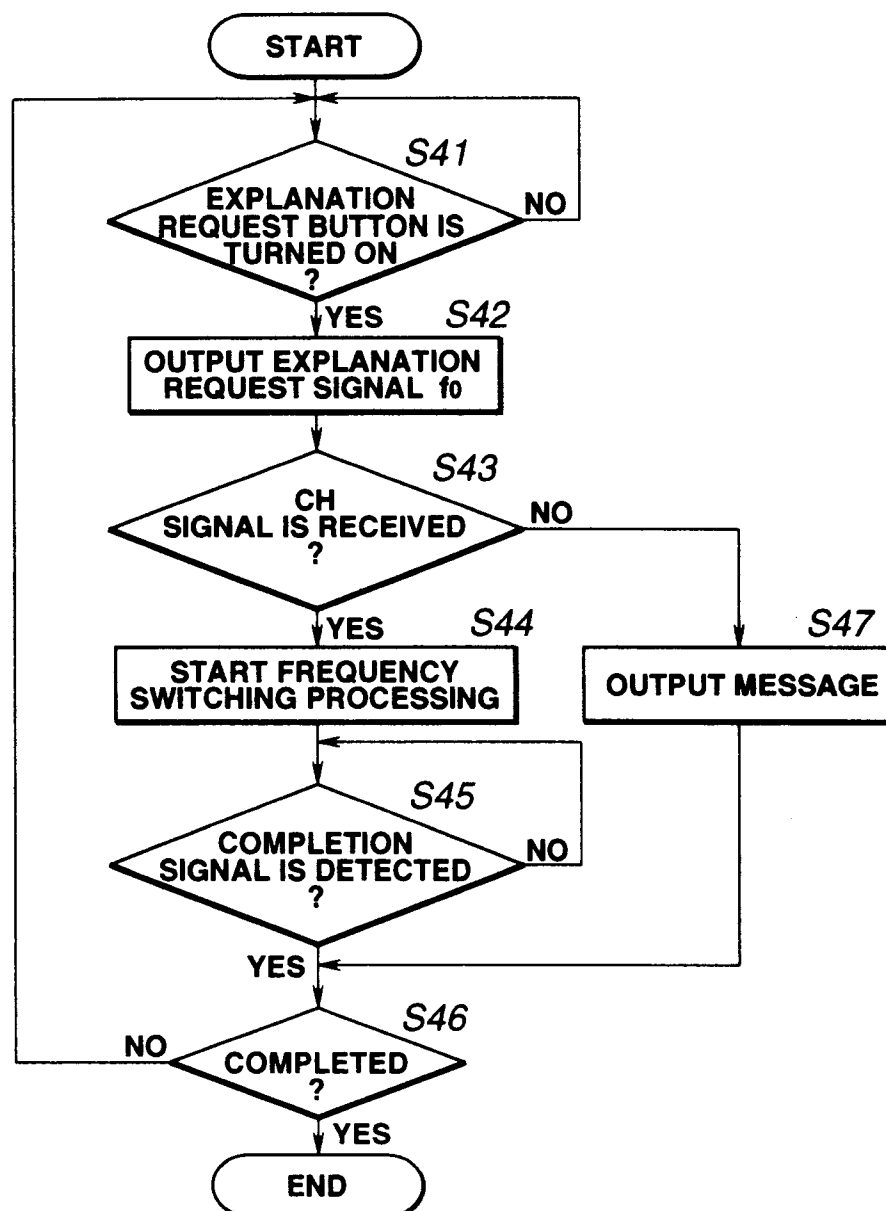 START
S41
EXPLANATION
REQUEST BUTTON IS
TURNED ON
?
NO
YES
S42
OUTPUT EXPLANATION
REQUEST SIGNAL f0
S43
CH
SIGNAL IS RECEIVED
?
NO
YES
S44
START FREQUENCY
SWITCHING PROCESSING
S47
OUTPUT MESSAGE
S45
COMPLETION
SIGNAL IS DETECTED
?
NO
YES
S46
COMPLETED
?
NO
YES
END